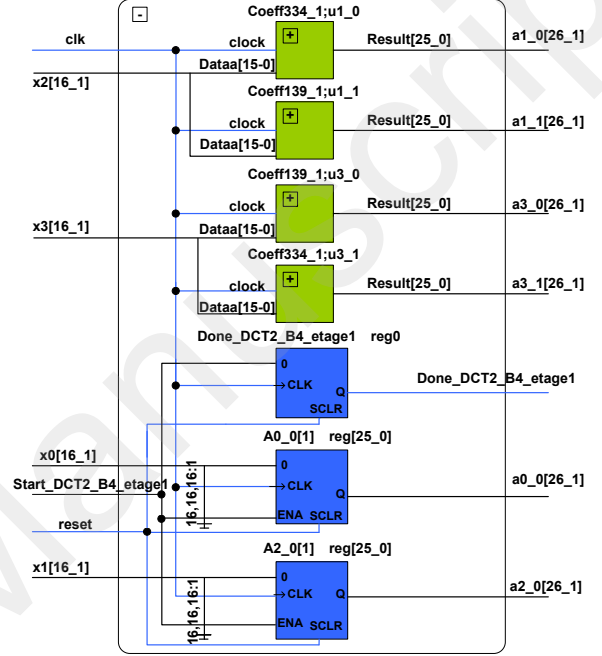 Coeff334_1;u1_0
clk
clock
Result[25_0]
a1_0[26_1]
Dataa[15-0]
x2[16_1]
Coeff139_1;u1_1
clock
Result[25_0]
a1_1[26_1]
Dataa[15-0]
Coeff139_1;u3_0
clock
Result[25_0]
a3_0[26_1]
x3[16_1]
Dataa[15-0]
Coeff334_1;u3_1
clock
Result[25_0]
a3_1[26_1]
Dataa[15-0]
Done_DCT2_B4_etage1 reg0
0
CLK
Q
Done_DCT2_B4_etage1
SCLR
A0_0[1] reg[25_0]
x0[16_1]
0
Start_DCT2_B4_etage1
CLK
Q
a0_0[26_1]
16,16,16:1
reset
ENA SCLR
A2_0[1] reg[25_0]
x1[16_1]
0
CLK
Q
a2_0[26_1]
16,16,16:1
ENA SCLR
Manuscrip